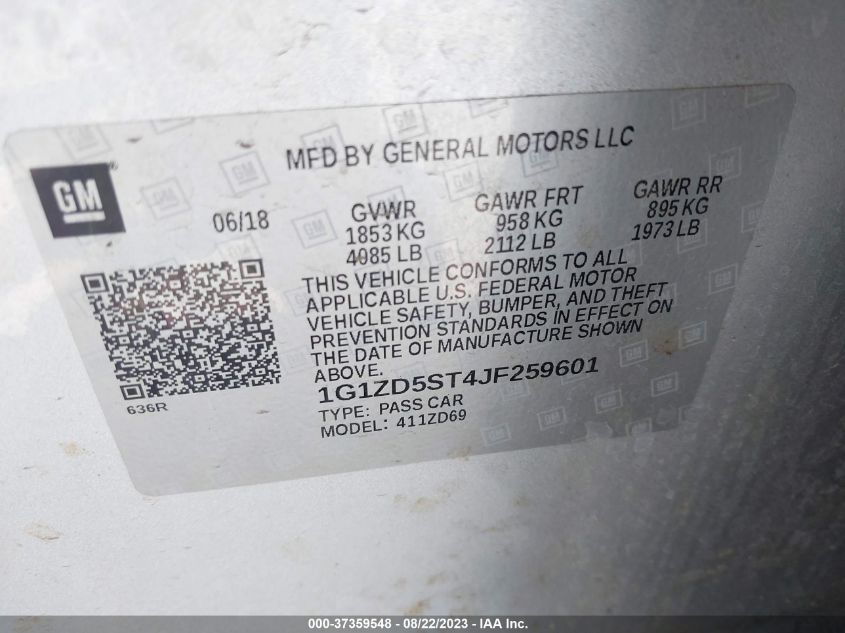 MFD BY GENERAL MOTORS LLC
GM
06/18
GVWR
1853 KG
4085 LB
GAWR FRT
958 KG
2112 LB
GAWR RR
895 KG
1973 LB
THIS VEHICLE CONFORMS TO ALL
APPLICABLE U.S. FEDERAL MOTOR
VEHICLE SAFETY, BUMPER, AND THEFT
PREVENTION STANDARDS IN EFFECT ON
THE DATE OF MANUFACTURE SHOWN
ABOVE.
1G1ZD5ST4JF259601
TYPE: PASS CAR
MODEL: 411ZD69
636R
000-37359548 - 08/22/2023 - IAA Inc.